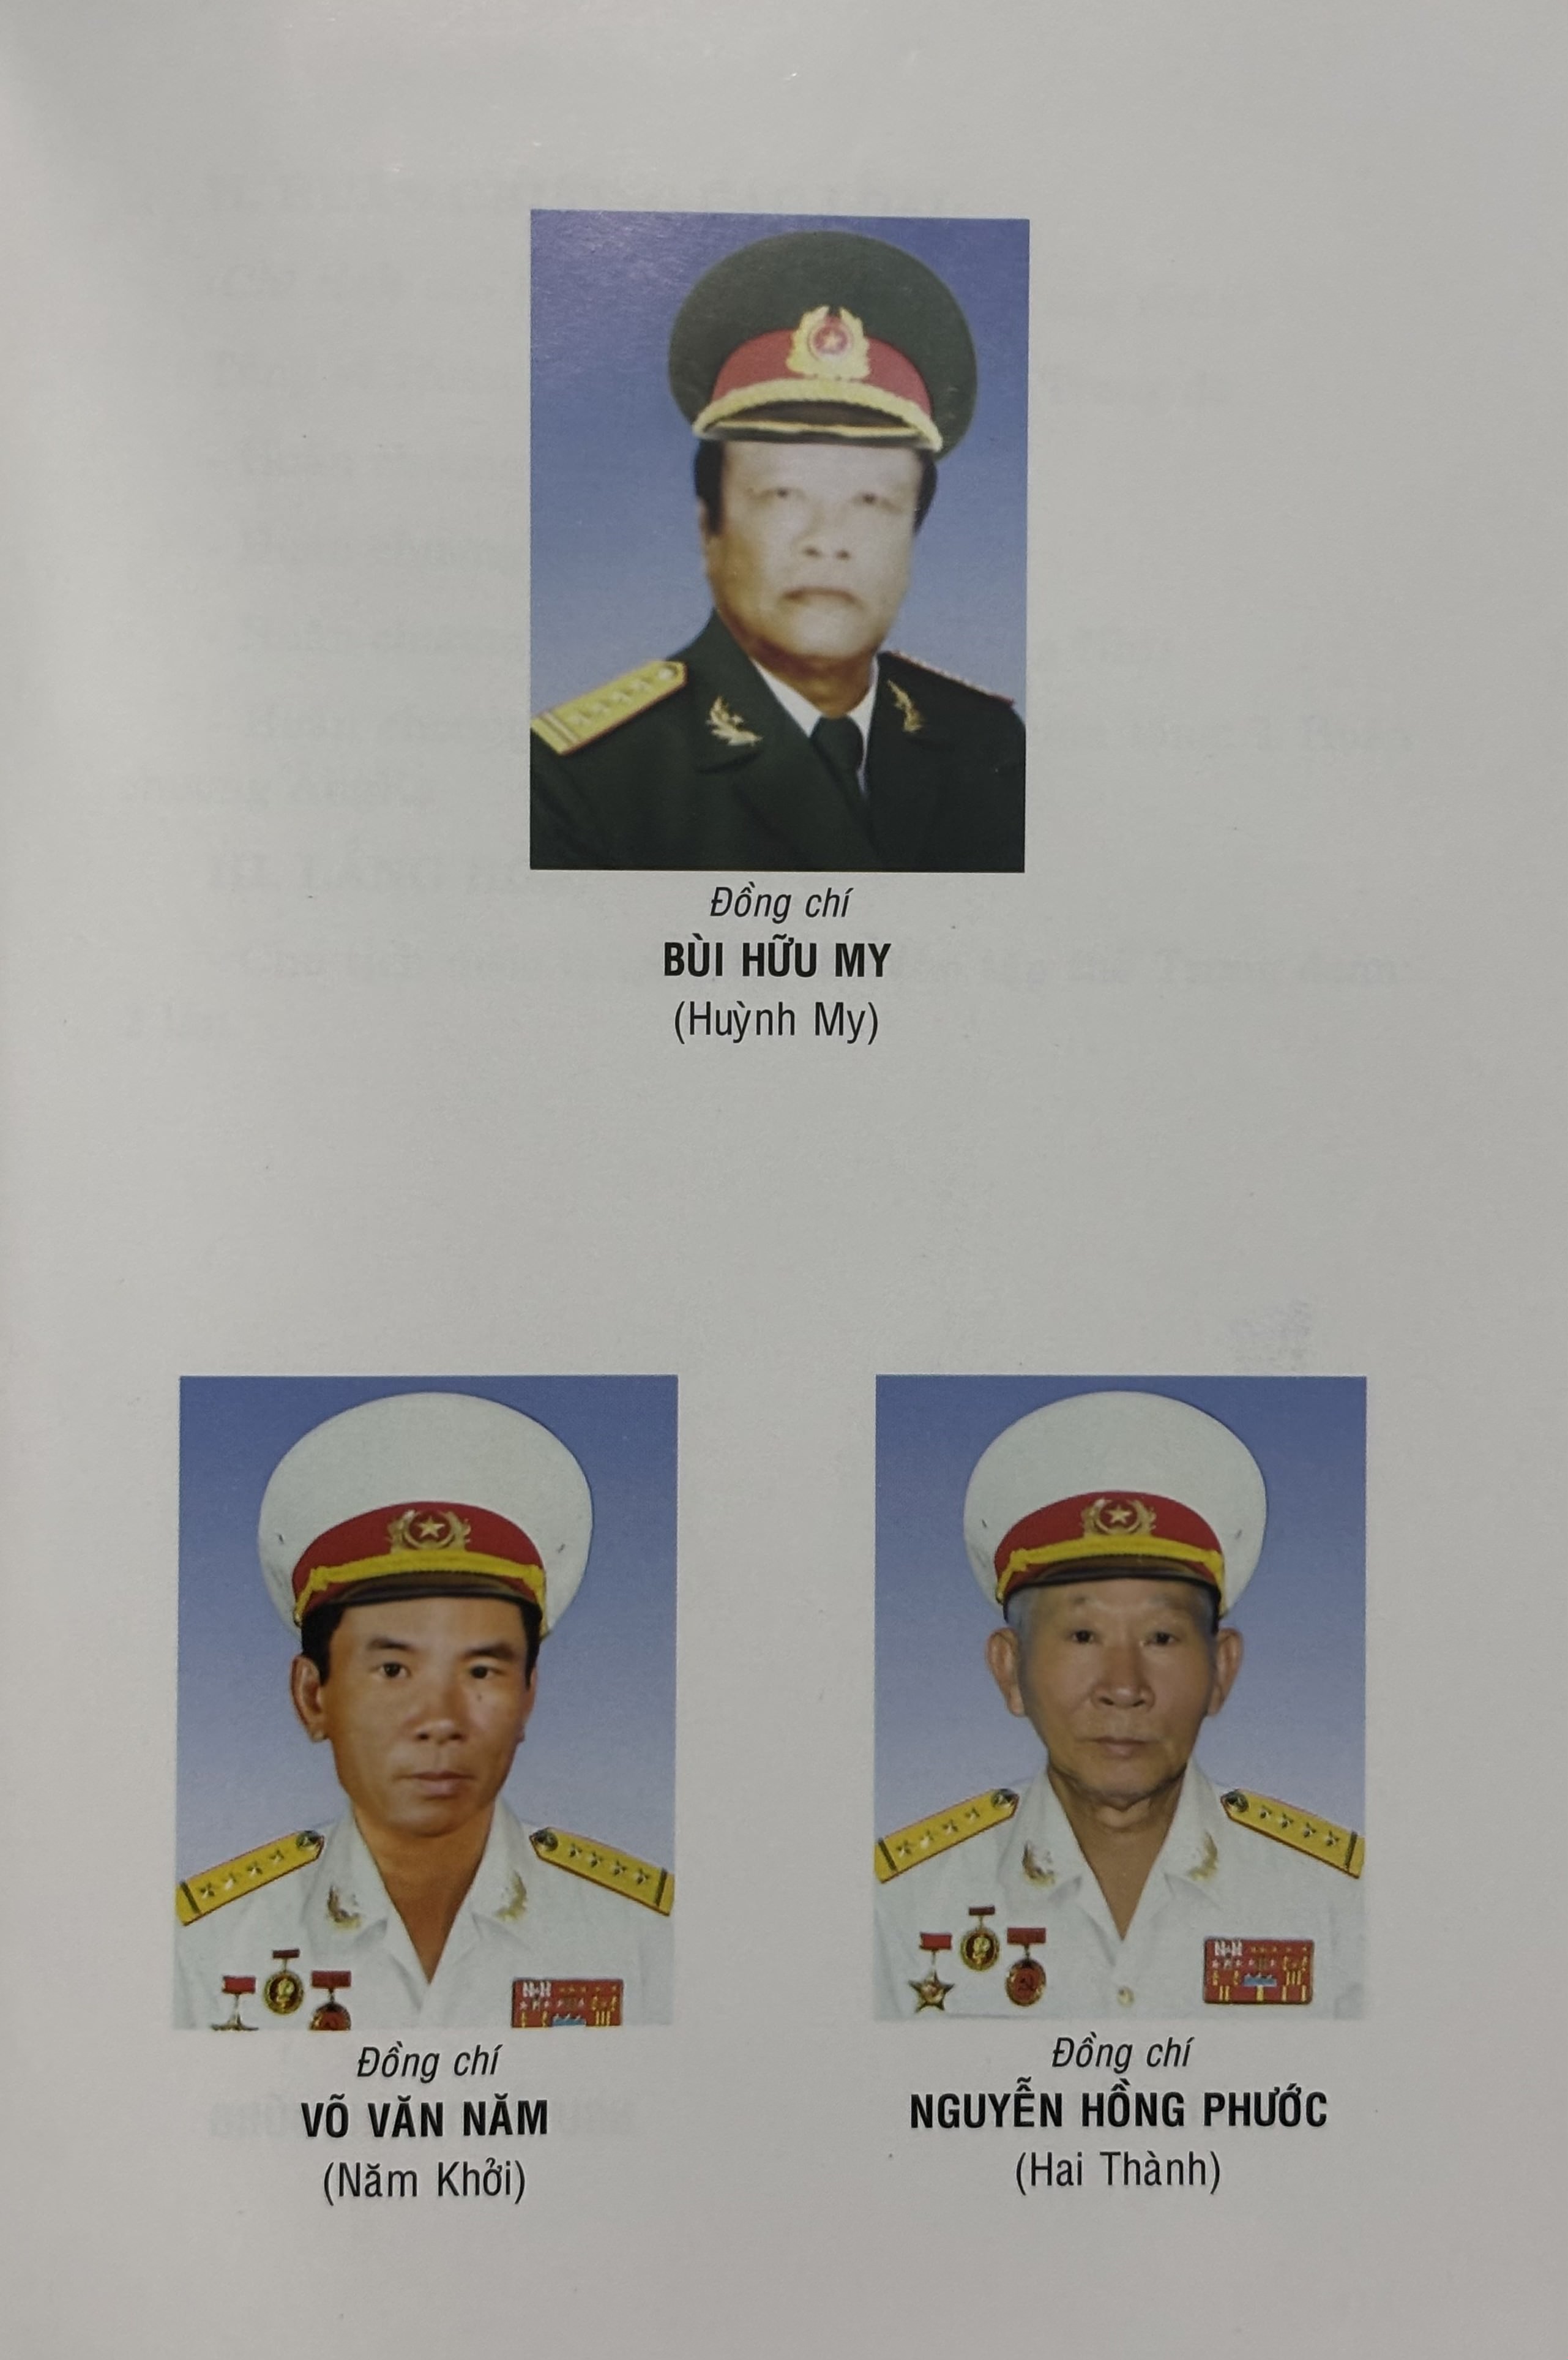 Đồng chí
BÙI HỮU MY
(Huỳnh My)
Đồng chí
VÕ VĂN NĂM
(Năm Khởi)
Đồng chí
NGUYỄN HỒNG PHƯỚC
(Hai Thành)